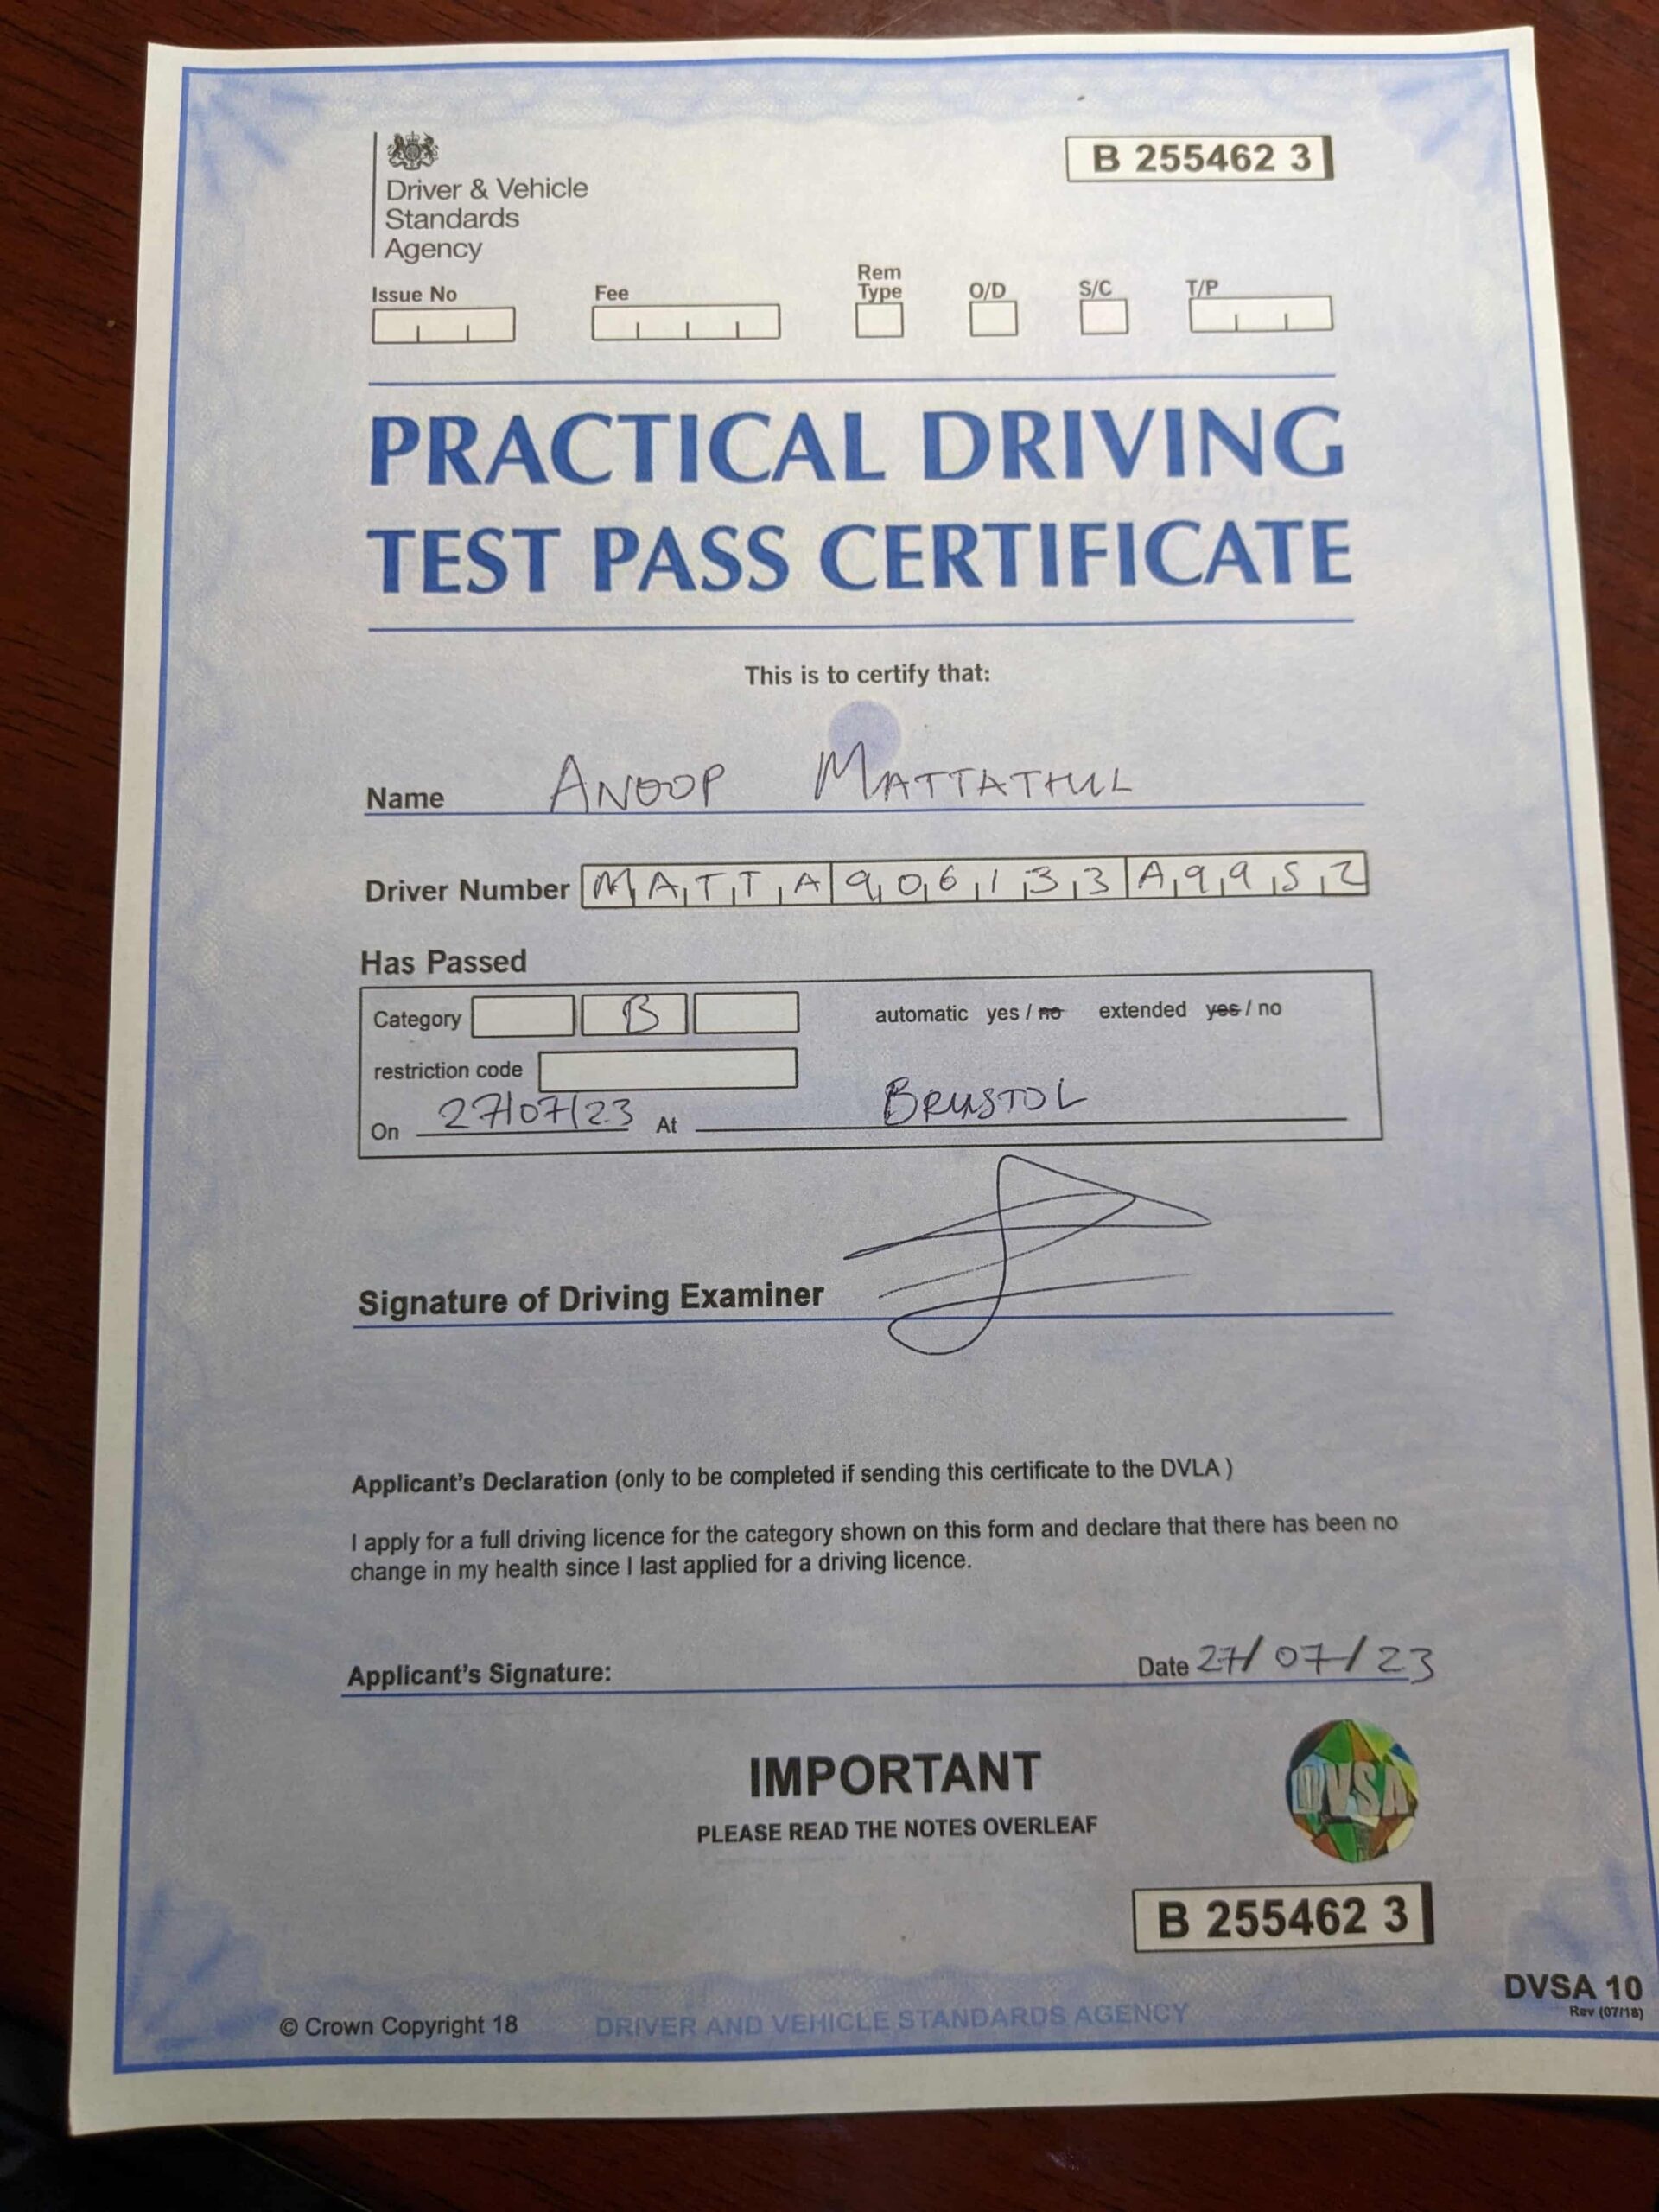 Driver & Vehicle
Standards
Agency
B 255462 3
Issue No Fee Rem Type O/D S/C T/P
PRACTICAL DRIVING
TEST PASS CERTIFICATE
This is to certify that:
Name ANOOP MATTATHUL
Driver Number MATTA906133A99SZ
Has Passed
Category B automatic yes / no extended yes / no
restriction code
On 27/07/23 At BRISTOL
Signature of Driving Examiner
Applicant's Declaration (only to be completed if sending this certificate to the DVLA )
I apply for a full driving licence for the category shown on this form and declare that there has been no
change in my health since I last applied for a driving licence.
Applicant's Signature: Date 27/07/23
IMPORTANT
PLEASE READ THE NOTES OVERLEAF
DVSA
B 255462 3
DVSA 10
Rev (07/18)
© Crown Copyright 18 DRIVER AND VEHICLE STANDARDS AGENCY